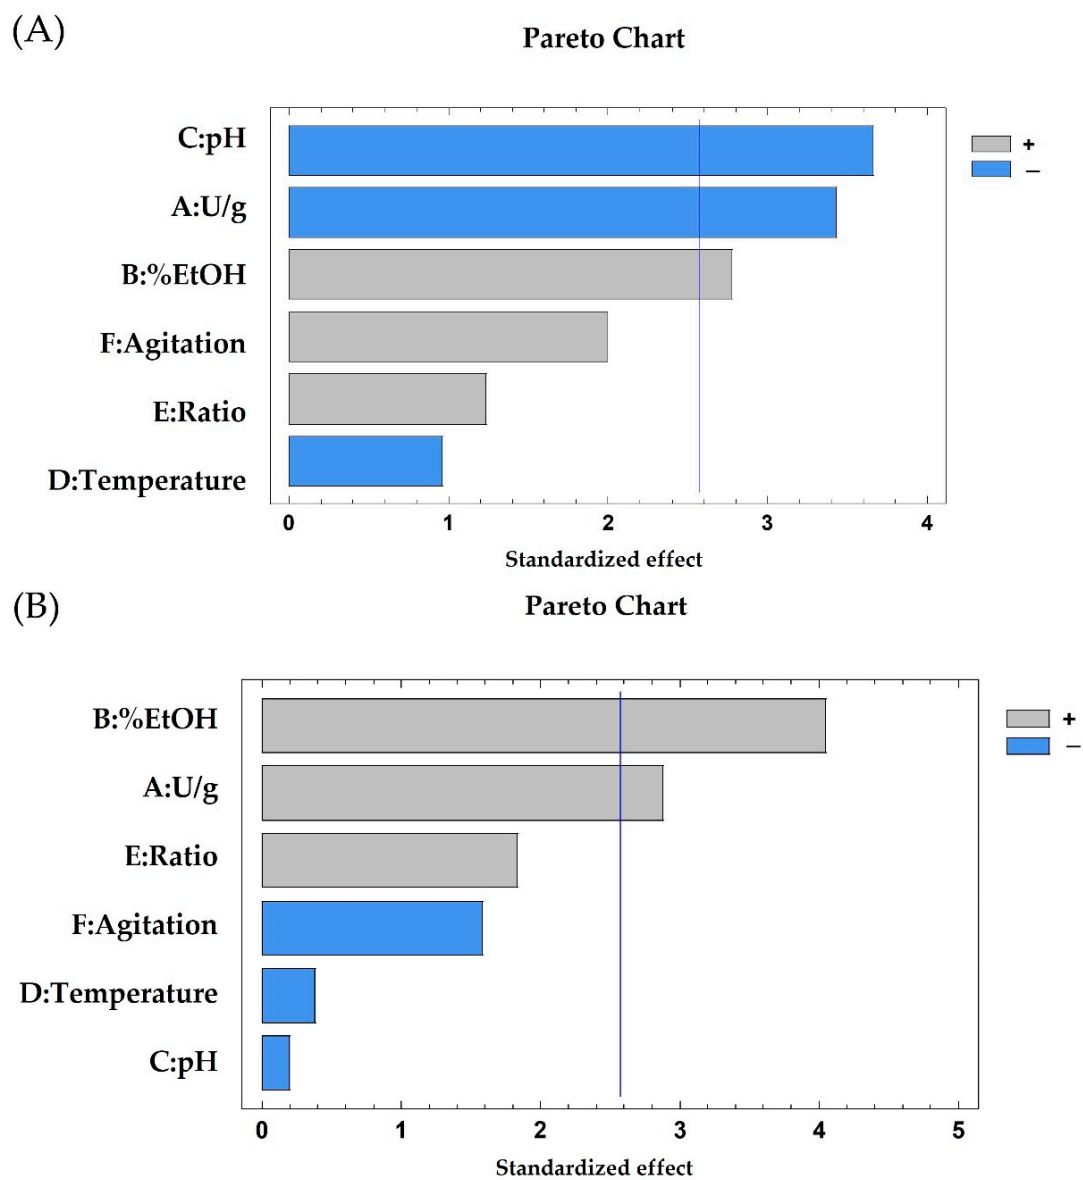 (A)
Pareto Chart
C:pH
A:U/g
B:%EtOH
F:Agitation
E:Ratio
D:Temperature
+
–
0 1 2 3 4
Standardized effect
(B)
Pareto Chart
B:%EtOH
A:U/g
E:Ratio
F:Agitation
D:Temperature
C:pH
+
–
0 1 2 3 4 5
Standardized effect